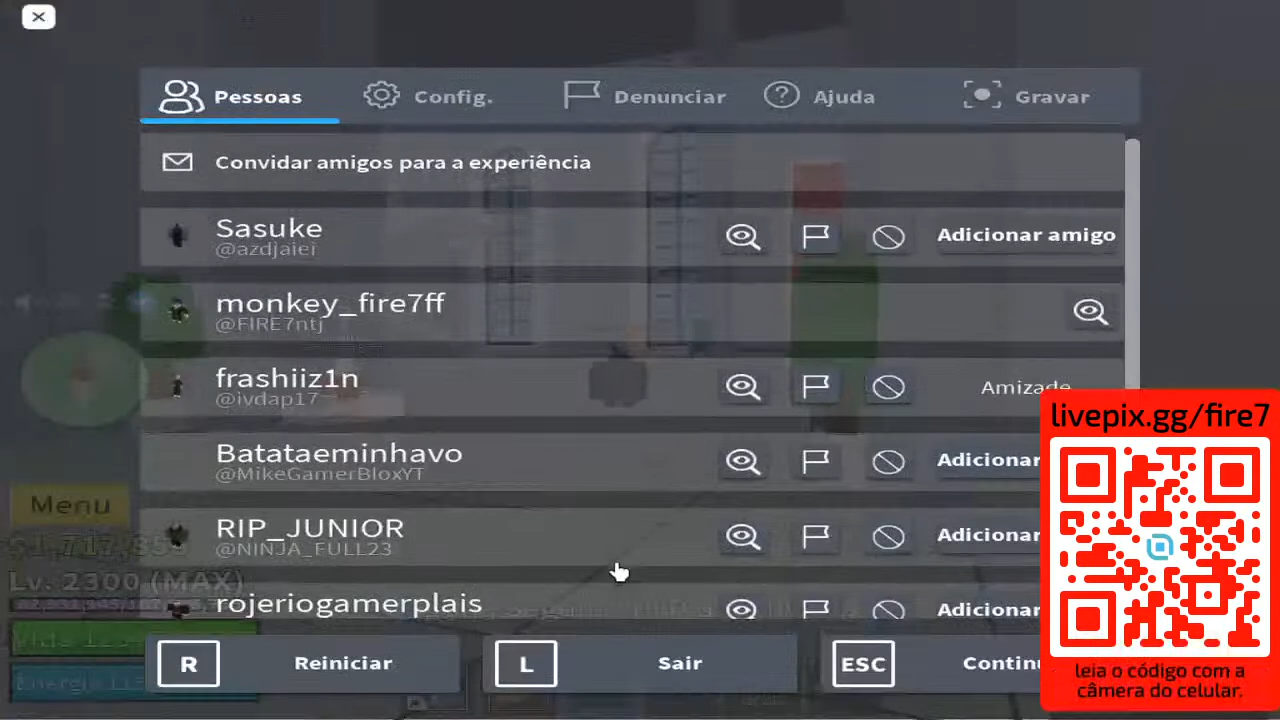 Pessoas
Config.
Denunciar
Ajuda
Gravar
Convidar amigos para a experiência
Sasuke
@azdjaiei
Adicionar amigo
monkey_fire7ff
@FIRE7ntj
frashiiz1n
@ivdap17
Amizade
Batataeminhavo
@MikeGamerBloxYT
Adicionar
RIP_JUNIOR
@NINJA_FULL23
Adicionar
rojeriogamerplais
Adicionar
Menu
Lv. 2300 (MAX)
R Reiniciar
L Sair
ESC Continu
livepix.gg/fire7
leia o código com a
câmera do celular.